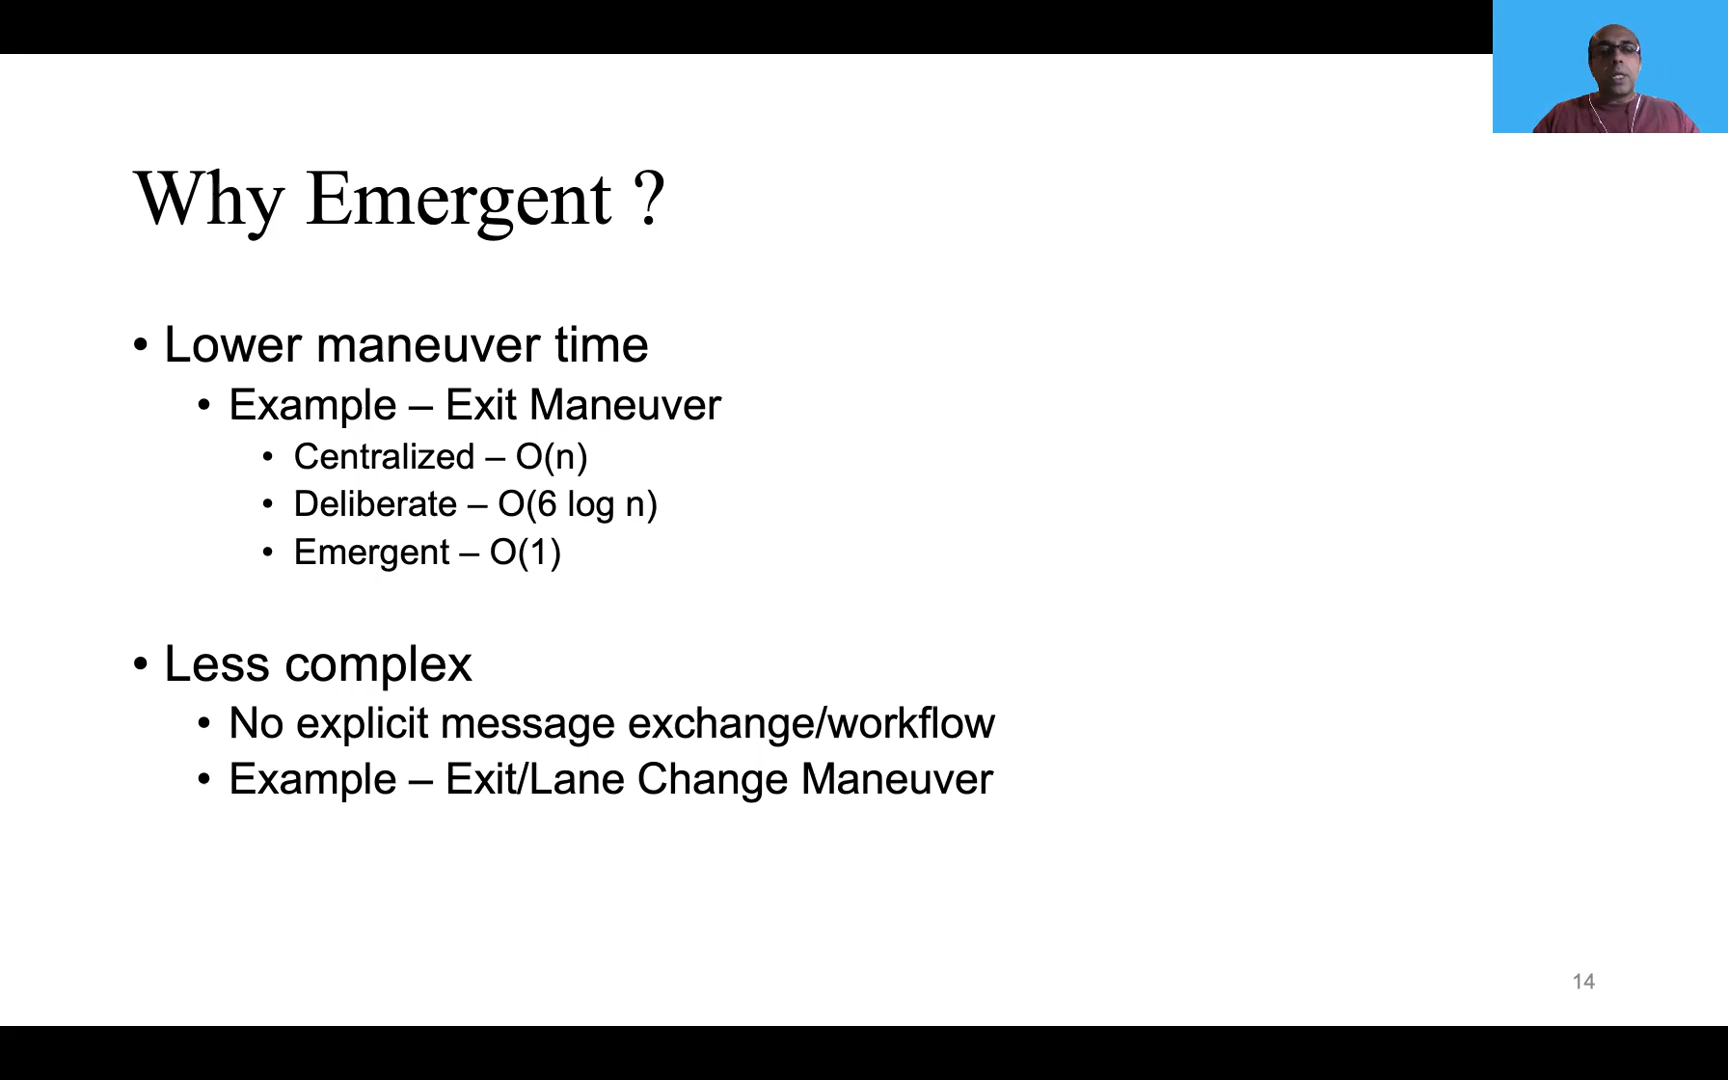 Why Emergent ?
• Lower maneuver time
• Example – Exit Maneuver
• Centralized – O(n)
• Deliberate – O(6 log n)
• Emergent – O(1)
• Less complex
• No explicit message exchange/workflow
• Example – Exit/Lane Change Maneuver
14